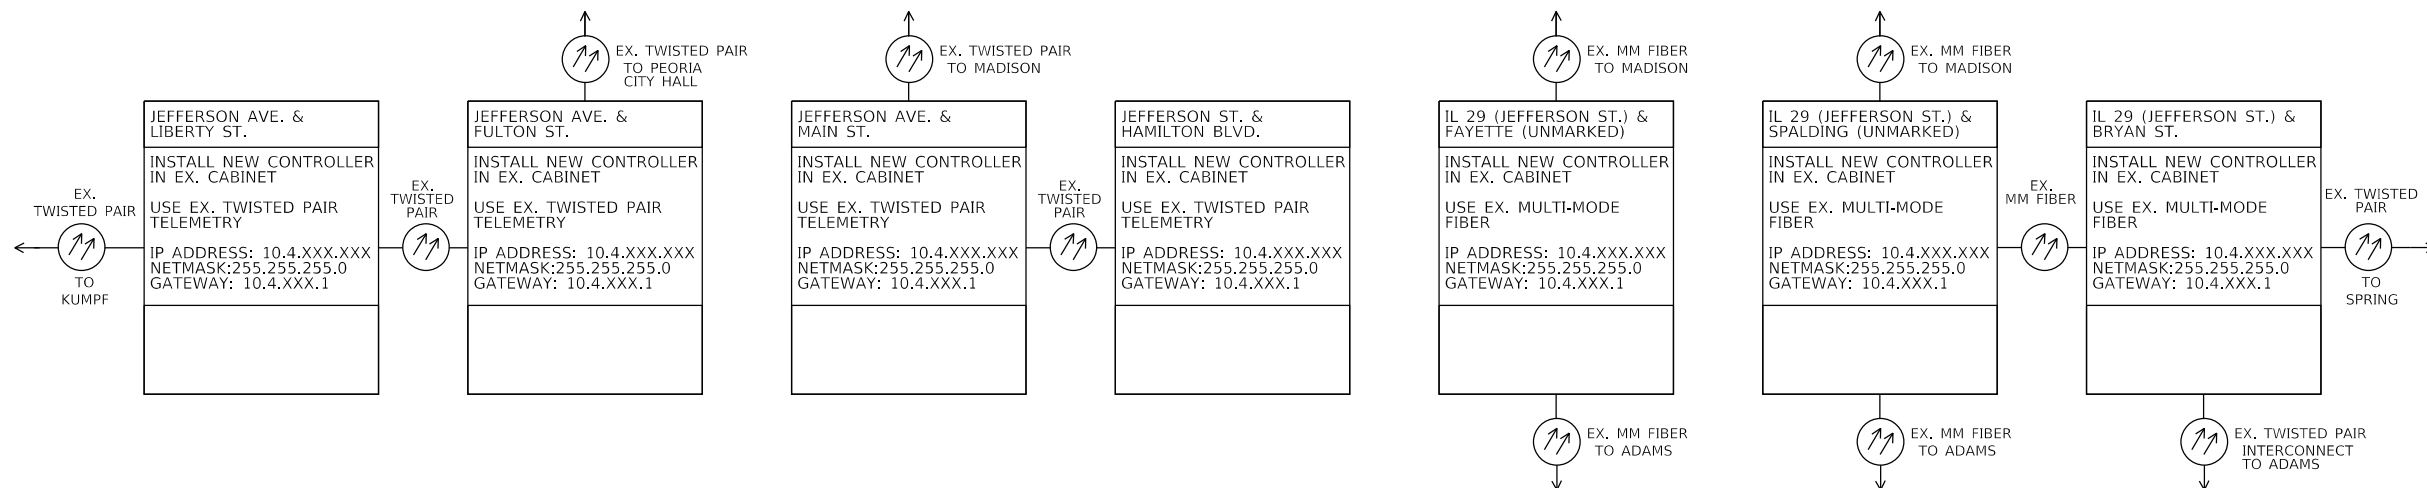 EX. TWISTED PAIR
TO PEORIA
CITY HALL
EX. TWISTED PAIR
TO MADISON
EX. MM FIBER
TO MADISON
EX. MM FIBER
TO MADISON
EX.
TWISTED PAIR
TO
KUMPF
JEFFERSON AVE. &
LIBERTY ST.
INSTALL NEW CONTROLLER
IN EX. CABINET
USE EX. TWISTED PAIR
TELEMETRY
IP ADDRESS: 10.4.XXX.XXX
NETMASK:255.255.255.0
GATEWAY: 10.4.XXX.1
EX.
TWISTED
PAIR
JEFFERSON AVE. &
FULTON ST.
INSTALL NEW CONTROLLER
IN EX. CABINET
USE EX. TWISTED PAIR
TELEMETRY
IP ADDRESS: 10.4.XXX.XXX
NETMASK:255.255.255.0
GATEWAY: 10.4.XXX.1
JEFFERSON AVE. &
MAIN ST.
INSTALL NEW CONTROLLER
IN EX. CABINET
USE EX. TWISTED PAIR
TELEMETRY
IP ADDRESS: 10.4.XXX.XXX
NETMASK:255.255.255.0
GATEWAY: 10.4.XXX.1
EX.
TWISTED
PAIR
JEFFERSON ST. &
HAMILTON BLVD.
INSTALL NEW CONTROLLER
IN EX. CABINET
USE EX. TWISTED PAIR
TELEMETRY
IP ADDRESS: 10.4.XXX.XXX
NETMASK:255.255.255.0
GATEWAY: 10.4.XXX.1
IL 29 (JEFFERSON ST.) &
FAYETTE (UNMARKED)
INSTALL NEW CONTROLLER
IN EX. CABINET
USE EX. MULTI-MODE
FIBER
IP ADDRESS: 10.4.XXX.XXX
NETMASK:255.255.255.0
GATEWAY: 10.4.XXX.1
IL 29 (JEFFERSON ST.) &
SPALDING (UNMARKED)
INSTALL NEW CONTROLLER
IN EX. CABINET
USE EX. MULTI-MODE
FIBER
IP ADDRESS: 10.4.XXX.XXX
NETMASK:255.255.255.0
GATEWAY: 10.4.XXX.1
EX.
MM FIBER
IL 29 (JEFFERSON ST.) &
BRYAN ST.
INSTALL NEW CONTROLLER
IN EX. CABINET
USE EX. MULTI-MODE
FIBER
IP ADDRESS: 10.4.XXX.XXX
NETMASK:255.255.255.0
GATEWAY: 10.4.XXX.1
EX. TWISTED
PAIR
TO
SPRING
EX. MM FIBER
TO ADAMS
EX. MM FIBER
TO ADAMS
EX. TWISTED PAIR
INTERCONNECT
TO ADAMS